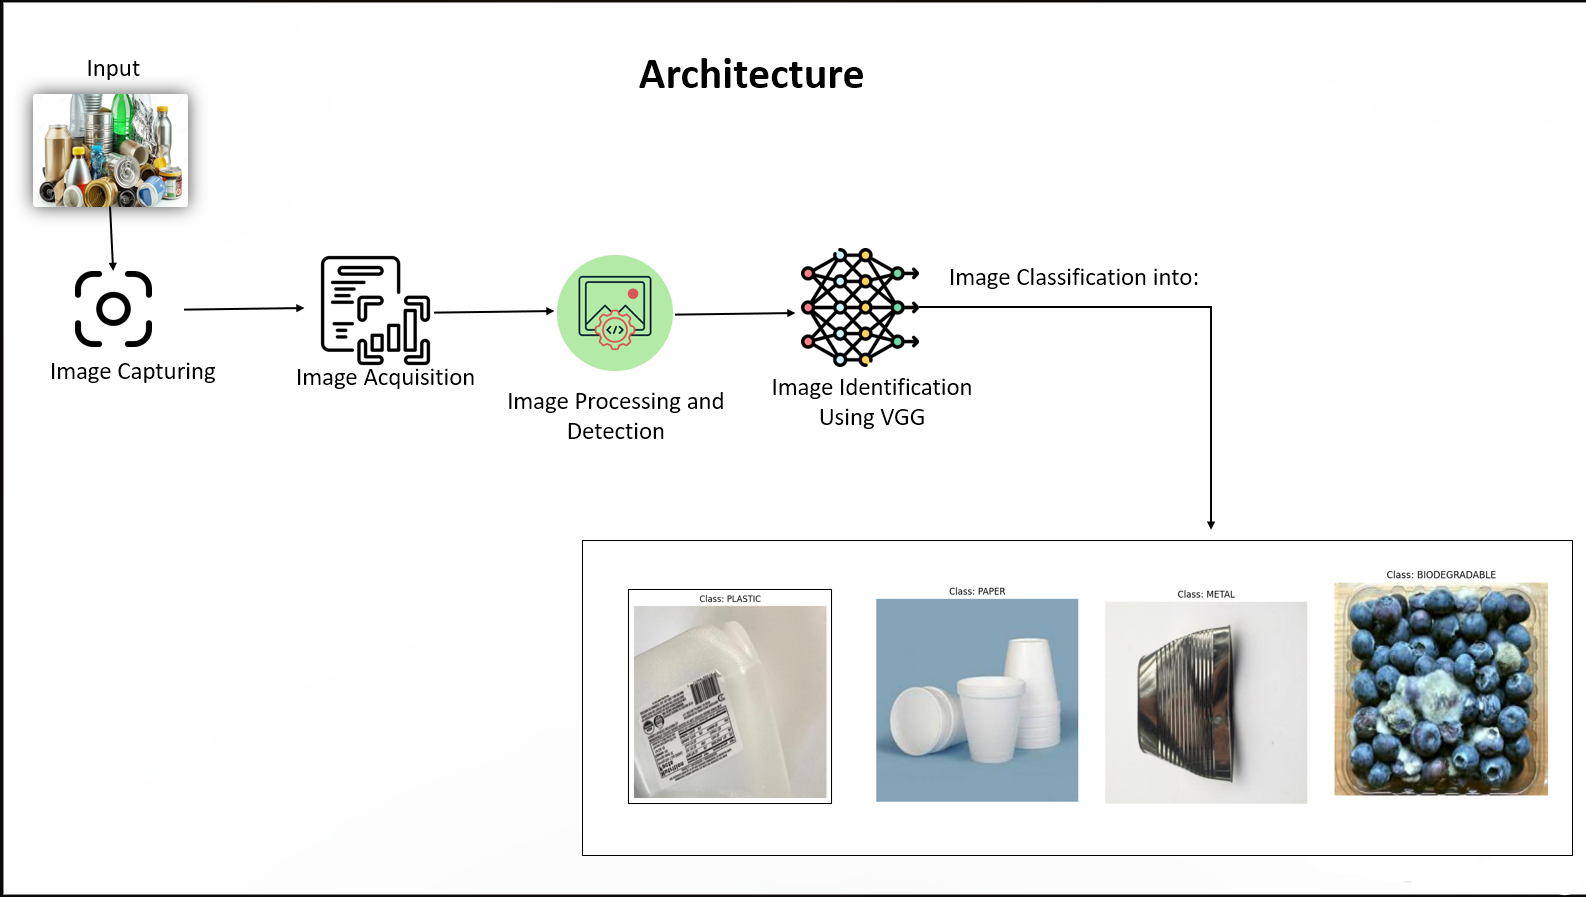 Architecture
Input
Image Capturing
Image Acquisition
Image Processing and
Detection
Image Identification
Using VGG
Image Classification into:
Class: PLASTIC
Class: PAPER
Class: METAL
Class: BIODEGRADABLE